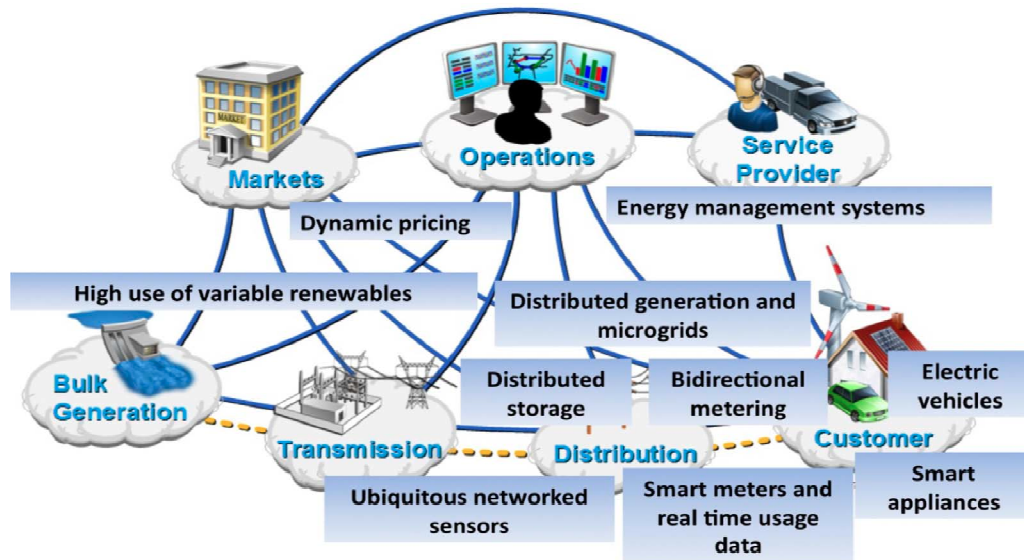 MARKET
Markets
Operations
Service
Provider
Dynamic pricing
Energy management systems
High use of variable renewables
Distributed generation and
microgrids
Bulk
Generation
Distributed
storage
Bidirectional
metering
Electric
vehicles
Transmission
Distribution
Customer
Ubiquitous networked
sensors
Smart meters and
real time usage
data
Smart
appliances